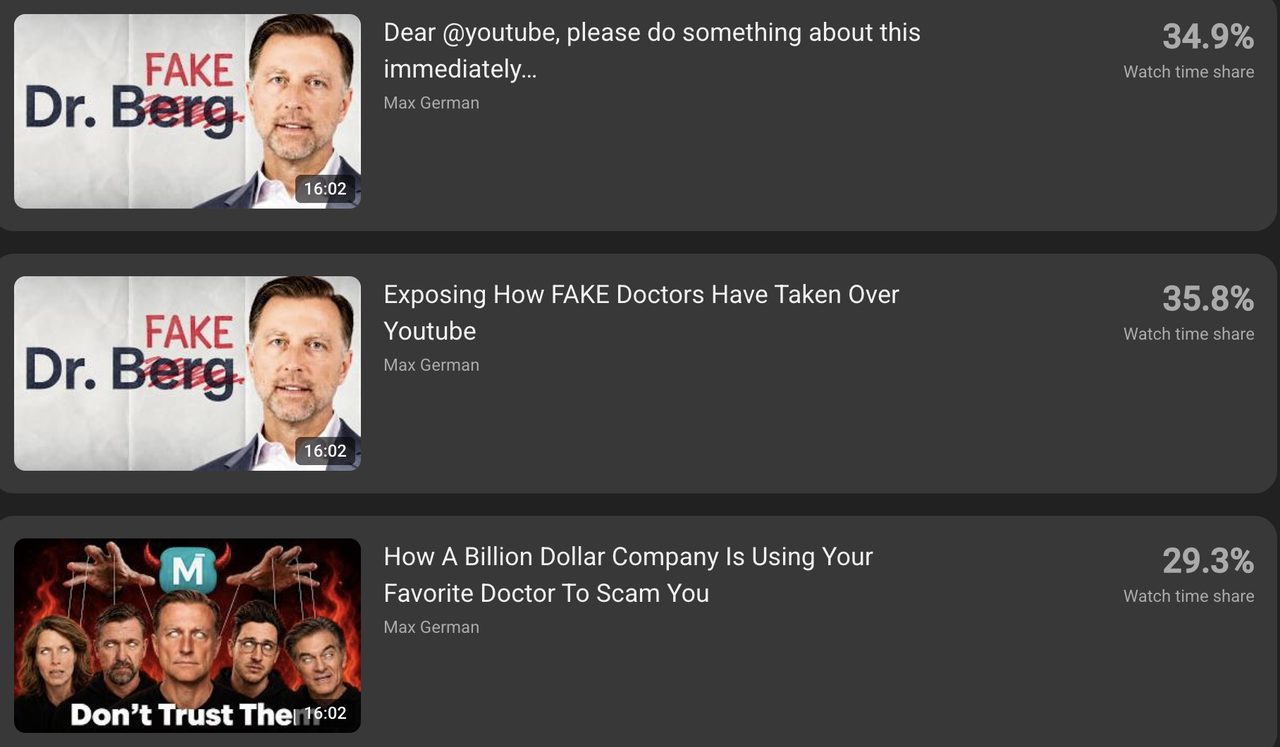 FAKE
Dr. Berg
16:02
Dear @youtube, please do something about this
immediately...
Max German
34.9%
Watch time share
FAKE
Dr. Berg
16:02
Exposing How FAKE Doctors Have Taken Over
Youtube
Max German
35.8%
Watch time share
M
Don't Trust Them
16:02
How A Billion Dollar Company Is Using Your
Favorite Doctor To Scam You
Max German
29.3%
Watch time share